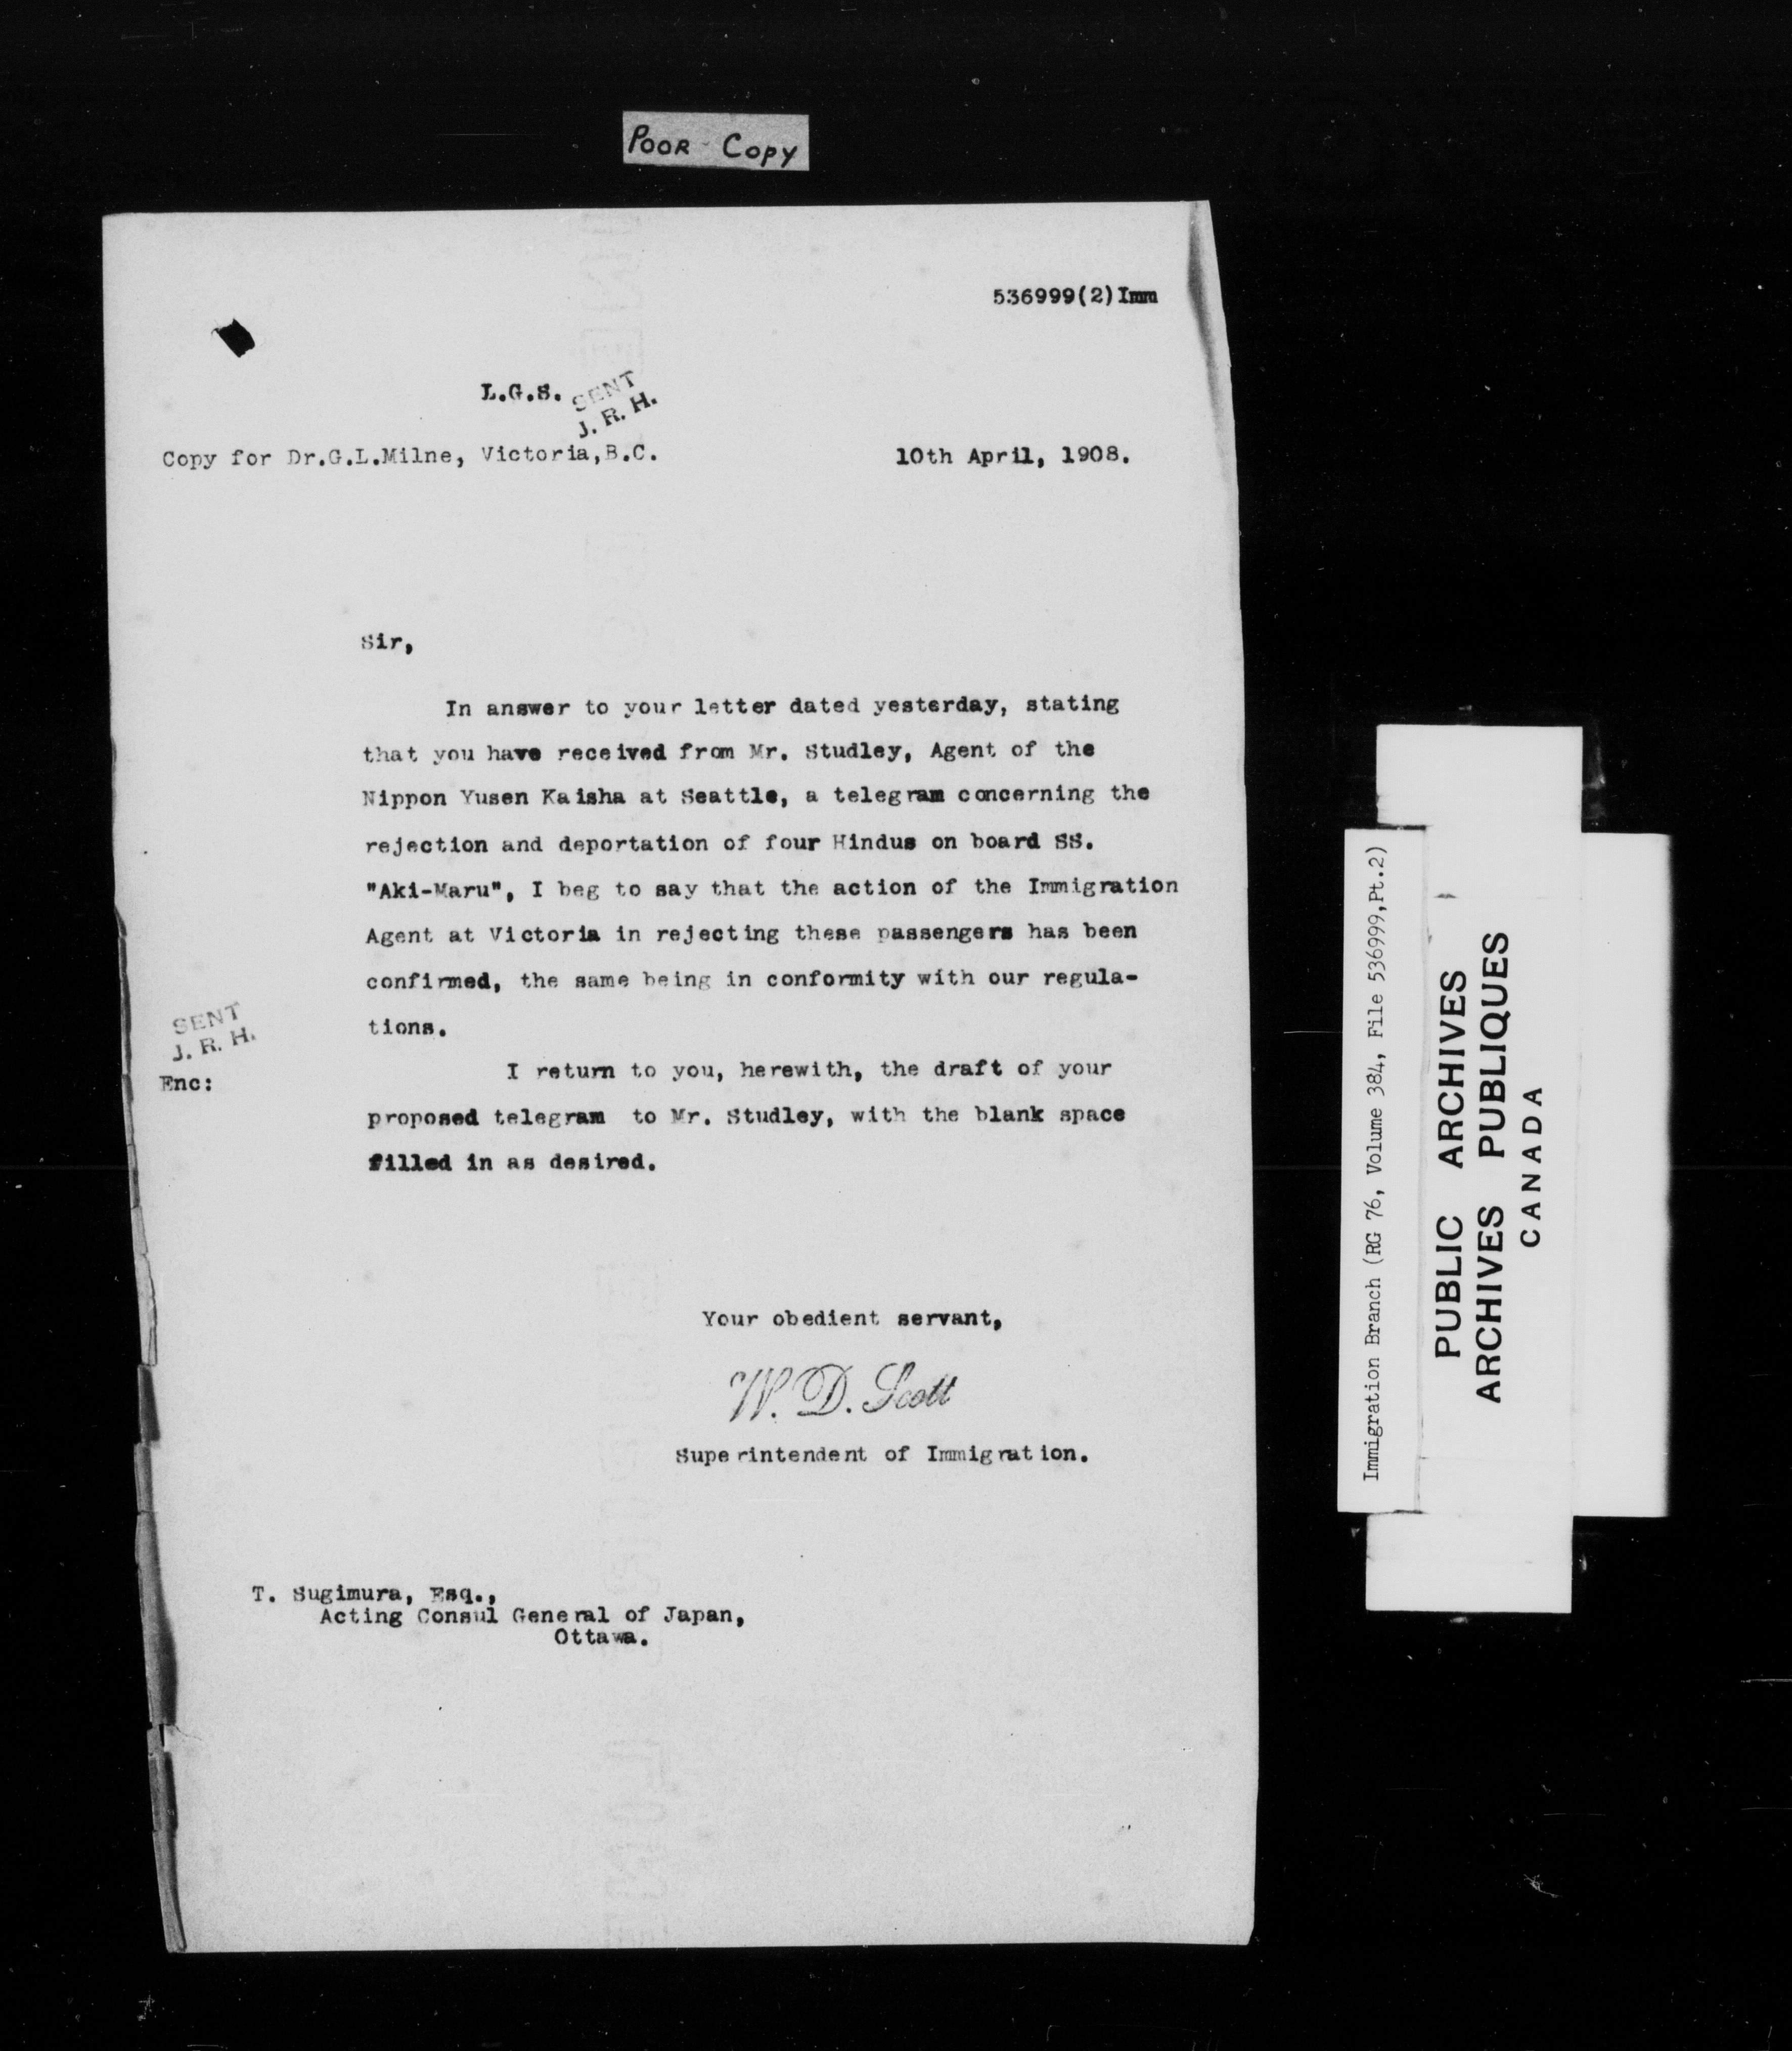 POOR COPY
536999(2)Imm
L.G.S.
SENT
J. R. H.
Copy for Dr.G.L.Milne, Victoria,B.C.
10th April, 1908.
Sir,
In answer to your letter dated yesterday, stating
that you have received from Mr. Studley, Agent of the
Nippon Yusen Kaisha at Seattle, a telegram concerning the
rejection and deportation of four Hindus on board SS.
"Aki-Maru", I beg to say that the action of the Immigration
Agent at Victoria in rejecting these passengers has been
confirmed, the same being in conformity with our regula-
tions.
SENT
J. R. H.
Enc:
I return to you, herewith, the draft of your
proposed telegram to Mr. Studley, with the blank space
filled in as desired.
Your obedient servant,
W. D. Scott
Superintendent of Immigration.
T. Sugimura, Esq.,
Acting Consul General of Japan,
Ottawa.
Immigration Branch (RG 76, Volume 384, File 536999,Pt.2)
PUBLIC ARCHIVES
ARCHIVES PUBLIQUES
CANADA